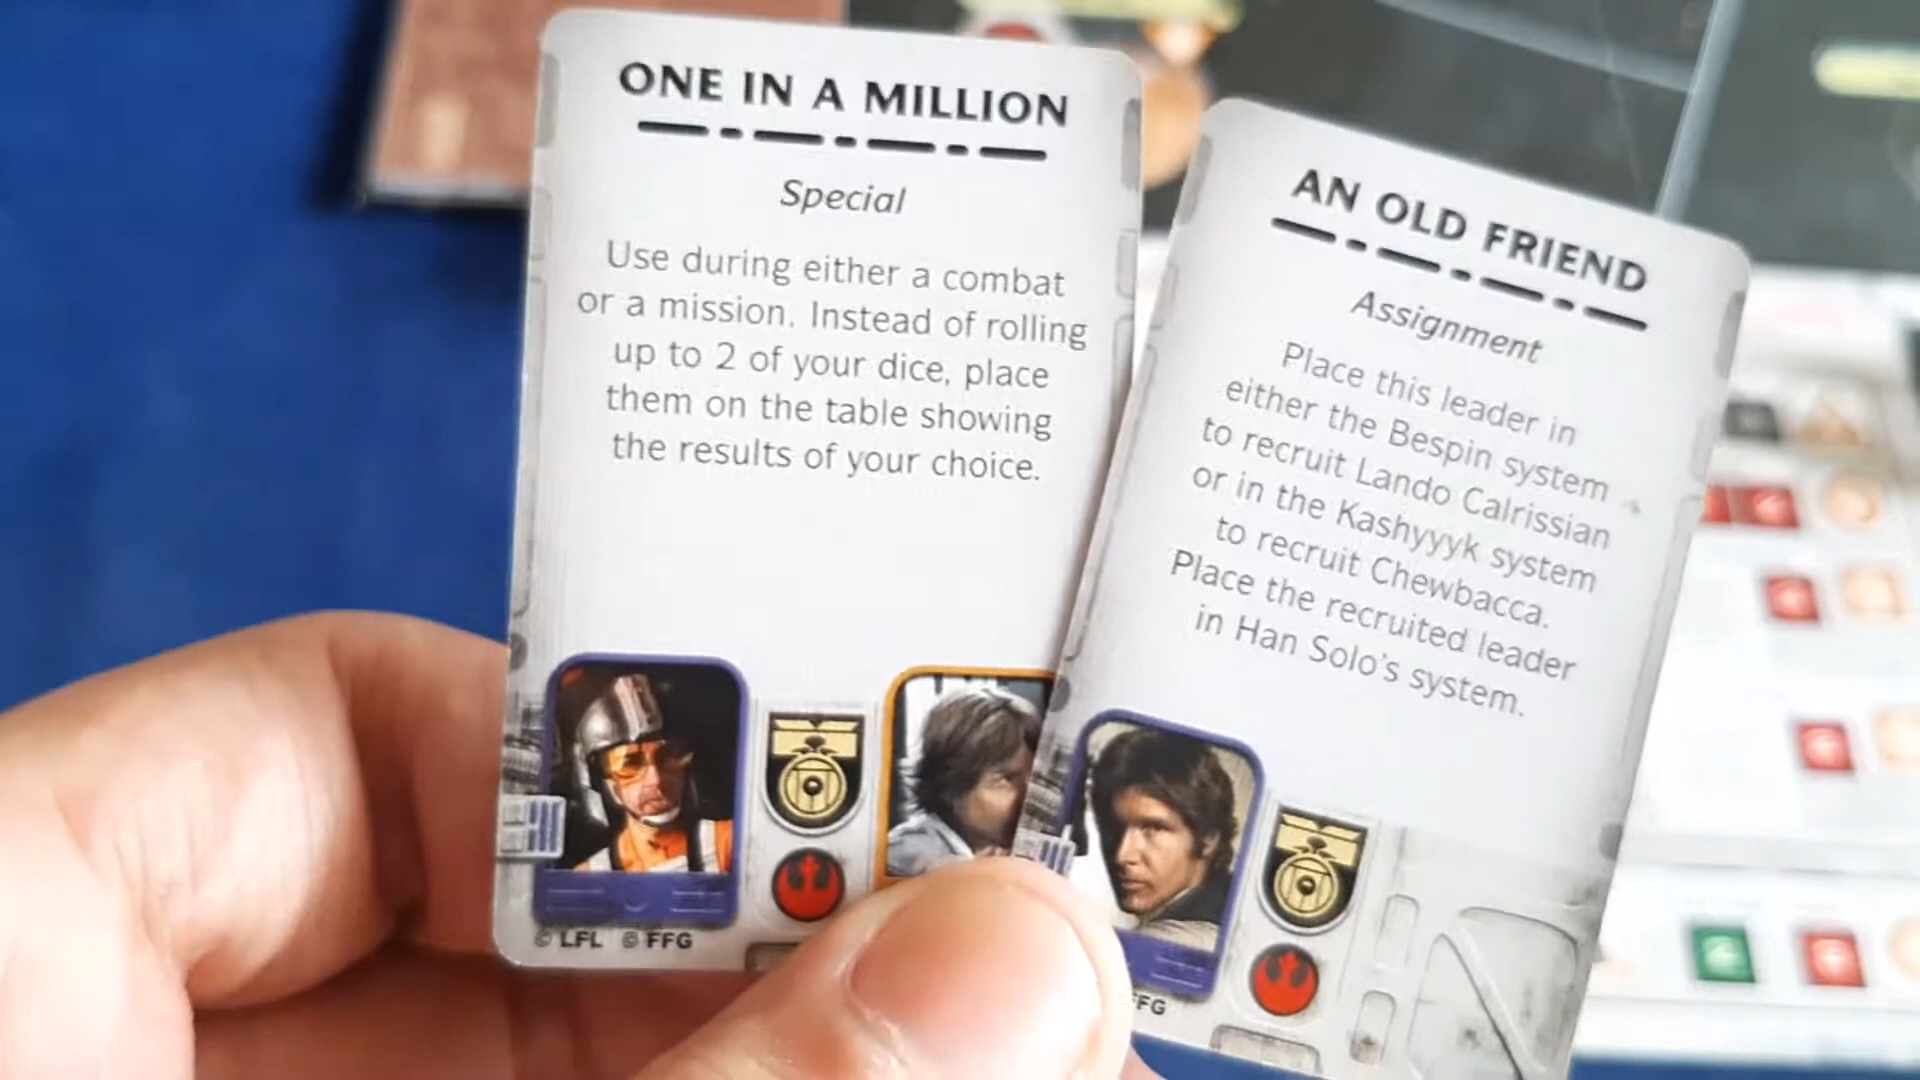 ONE IN A MILLION
Special
Use during either a combat
or a mission. Instead of rolling
up to 2 of your dice, place
them on the table showing
the results of your choice.
© LFL © FFG
AN OLD FRIEND
Assignment
Place this leader in
either the Bespin system
to recruit Lando Calrissian
or in the Kashyyyk system
to recruit Chewbacca.
Place the recruited leader
in Han Solo's system.
FFG